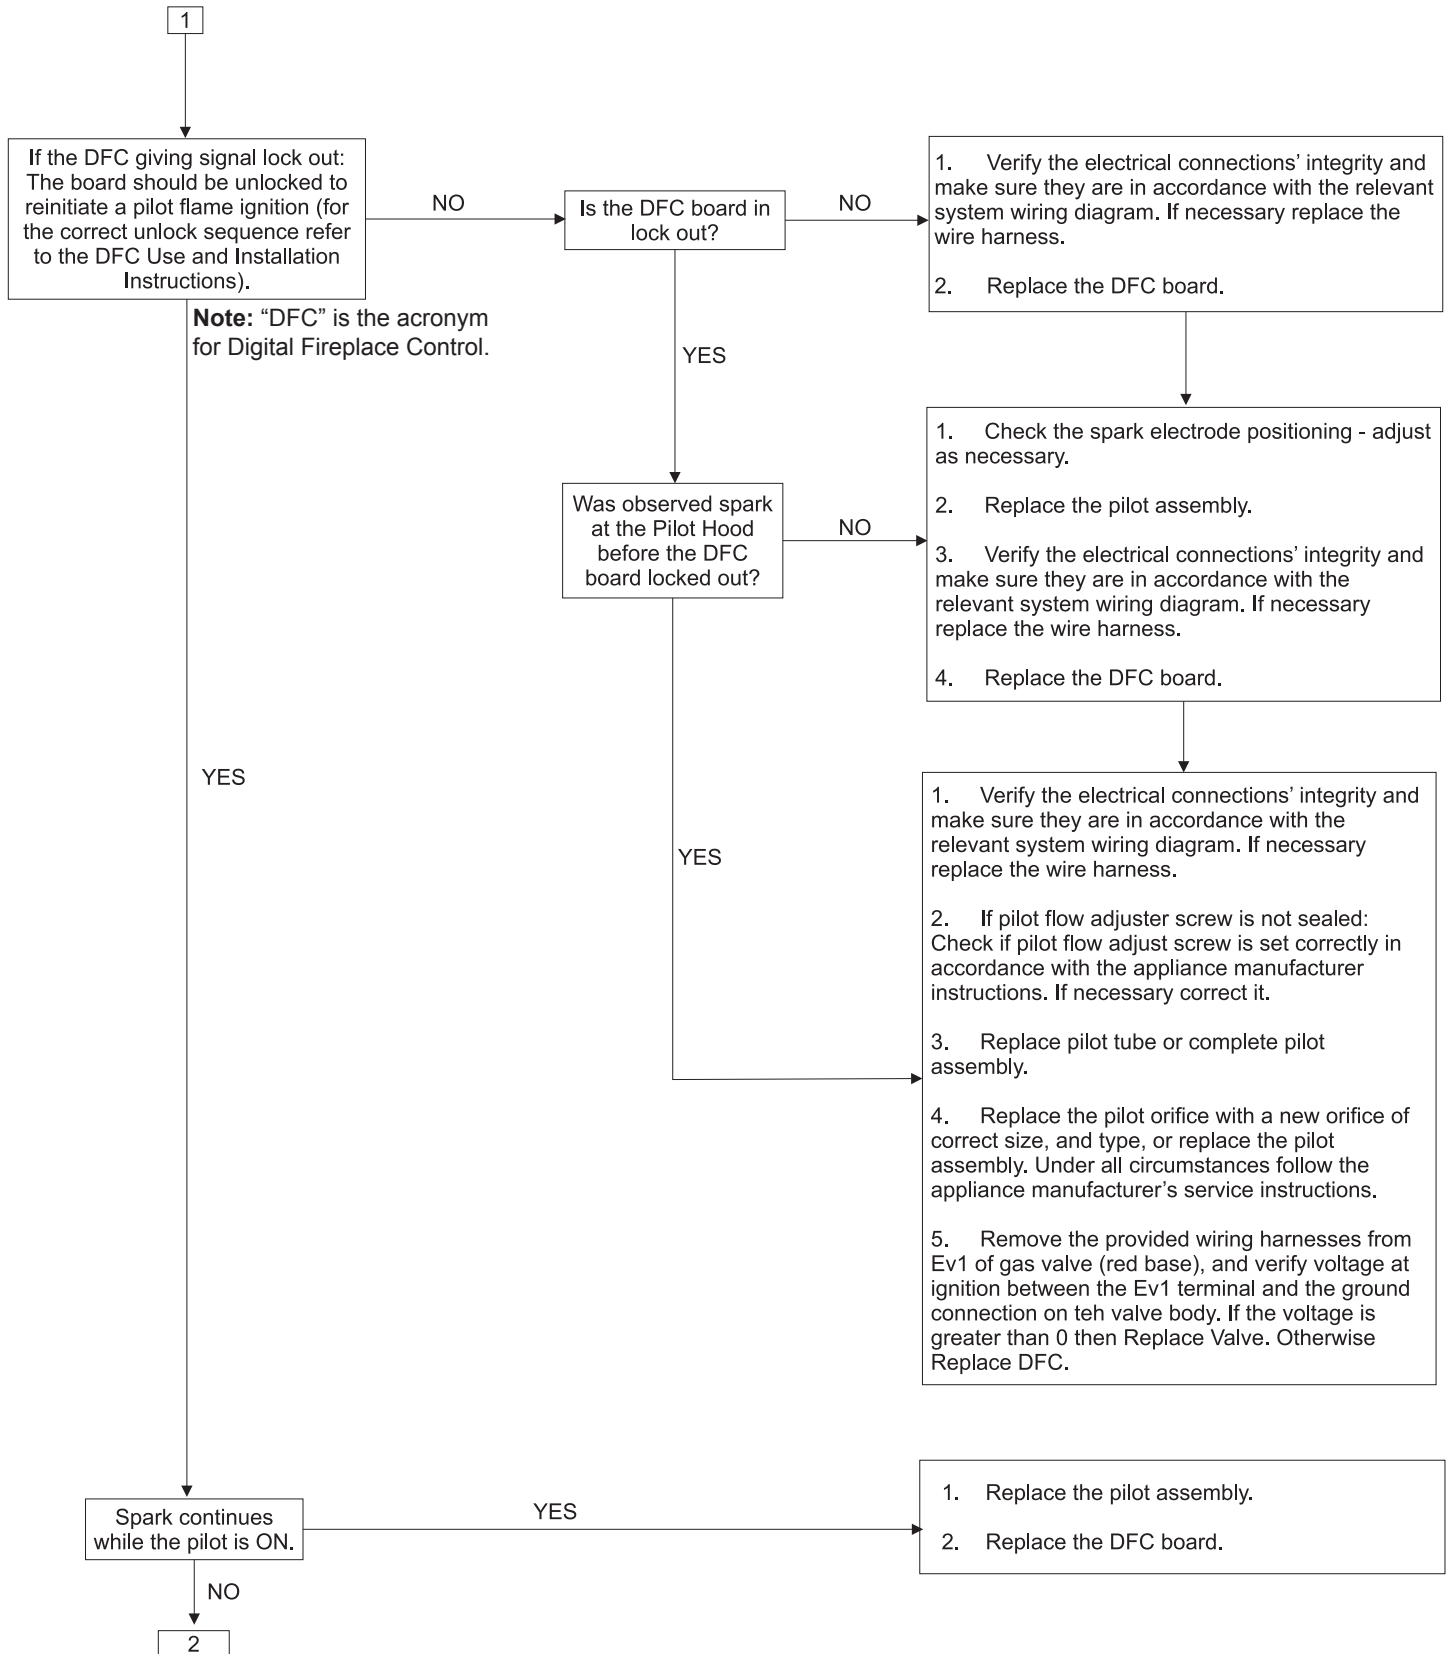 1
If the DFC giving signal lock out:
The board should be unlocked to
reinitiate a pilot flame ignition (for
the correct unlock sequence refer
to the DFC Use and Installation
Instructions).
NO
Is the DFC board in
lock out?
NO
1. Verify the electrical connections’ integrity and
make sure they are in accordance with the relevant
system wiring diagram. If necessary replace the
wire harness.
2. Replace the DFC board.
Note: “DFC” is the acronym
for Digital Fireplace Control.
YES
Was observed spark
at the Pilot Hood
before the DFC
board locked out?
NO
1. Check the spark electrode positioning - adjust
as necessary.
2. Replace the pilot assembly.
3. Verify the electrical connections’ integrity and
make sure they are in accordance with the
relevant system wiring diagram. If necessary
replace the wire harness.
4. Replace the DFC board.
YES
YES
1. Verify the electrical connections’ integrity and
make sure they are in accordance with the
relevant system wiring diagram. If necessary
replace the wire harness.
2. If pilot flow adjuster screw is not sealed:
Check if pilot flow adjust screw is set correctly in
accordance with the appliance manufacturer
instructions. If necessary correct it.
3. Replace pilot tube or complete pilot
assembly.
4. Replace the pilot orifice with a new orifice of
correct size, and type, or replace the pilot
assembly. Under all circumstances follow the
appliance manufacturer’s service instructions.
5. Remove the provided wiring harnesses from
Ev1 of gas valve (red base), and verify voltage at
ignition between the Ev1 terminal and the ground
connection on teh valve body. If the voltage is
greater than 0 then Replace Valve. Otherwise
Replace DFC.
Spark continues
while the pilot is ON.
YES
1. Replace the pilot assembly.
2. Replace the DFC board.
NO
2